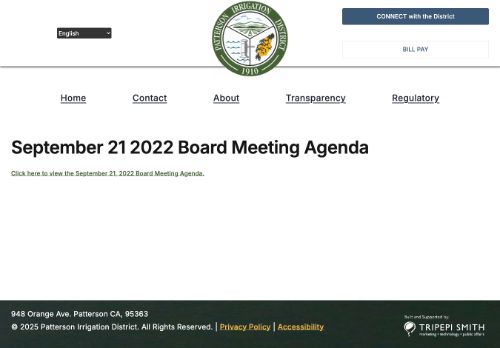 English
PATTERSON IRRIGATION DISTRICT
1910
CONNECT with the District
BILL PAY
Home
Contact
About
Transparency
Regulatory
September 21 2022 Board Meeting Agenda
Click here to view the September 21, 2022 Board Meeting Agenda.
948 Orange Ave. Patterson CA, 95363
© 2025 Patterson Irrigation District. All Rights Reserved. | Privacy Policy | Accessibility
Built and Supported by:
TRIPEPI SMITH
marketing • technology • public affairs